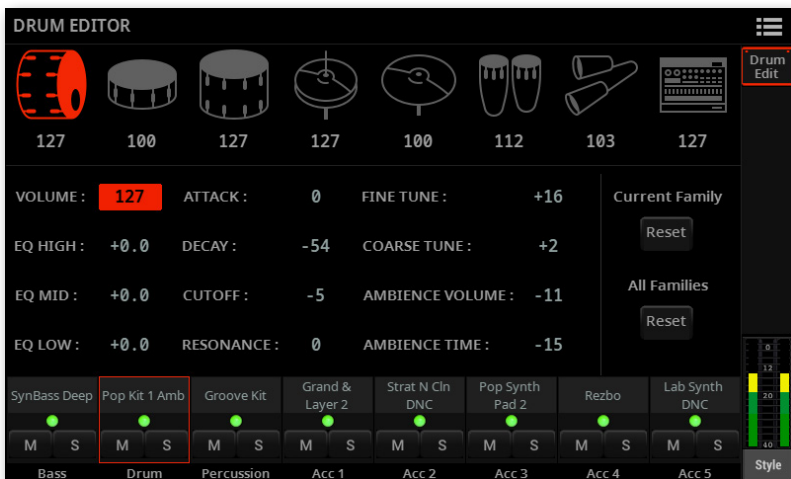 DRUM EDITOR
Drum
Edit
127 100 127 127 100 112 103 127
VOLUME : 127 ATTACK : 0 FINE TUNE : +16 Current Family
Reset
EQ HIGH : +0.0 DECAY : -54 COARSE TUNE : +2
EQ MID : +0.0 CUTOFF : -5 AMBIENCE VOLUME : -11 All Families
Reset
EQ LOW : +0.0 RESONANCE : 0 AMBIENCE TIME : -15
SynBass Deep Pop Kit 1 Amb Groove Kit Grand &
Layer 2 Strat N Cln
DNC Pop Synth
Pad 2 Rezbo Lab Synth
DNC
M S M S M S M S M S M S M S M S
Bass Drum Percussion Acc 1 Acc 2 Acc 3 Acc 4 Acc 5
0
12
20
40
Style